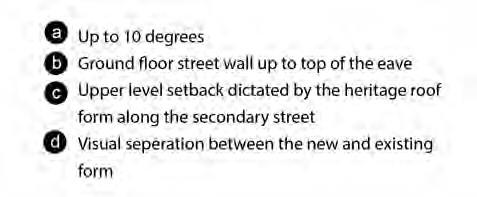 a Up to 10 degrees
b Ground floor street wall up to top of the eave
c Upper level setback dictated by the heritage roof
form along the secondary street
d Visual seperation between the new and existing
form